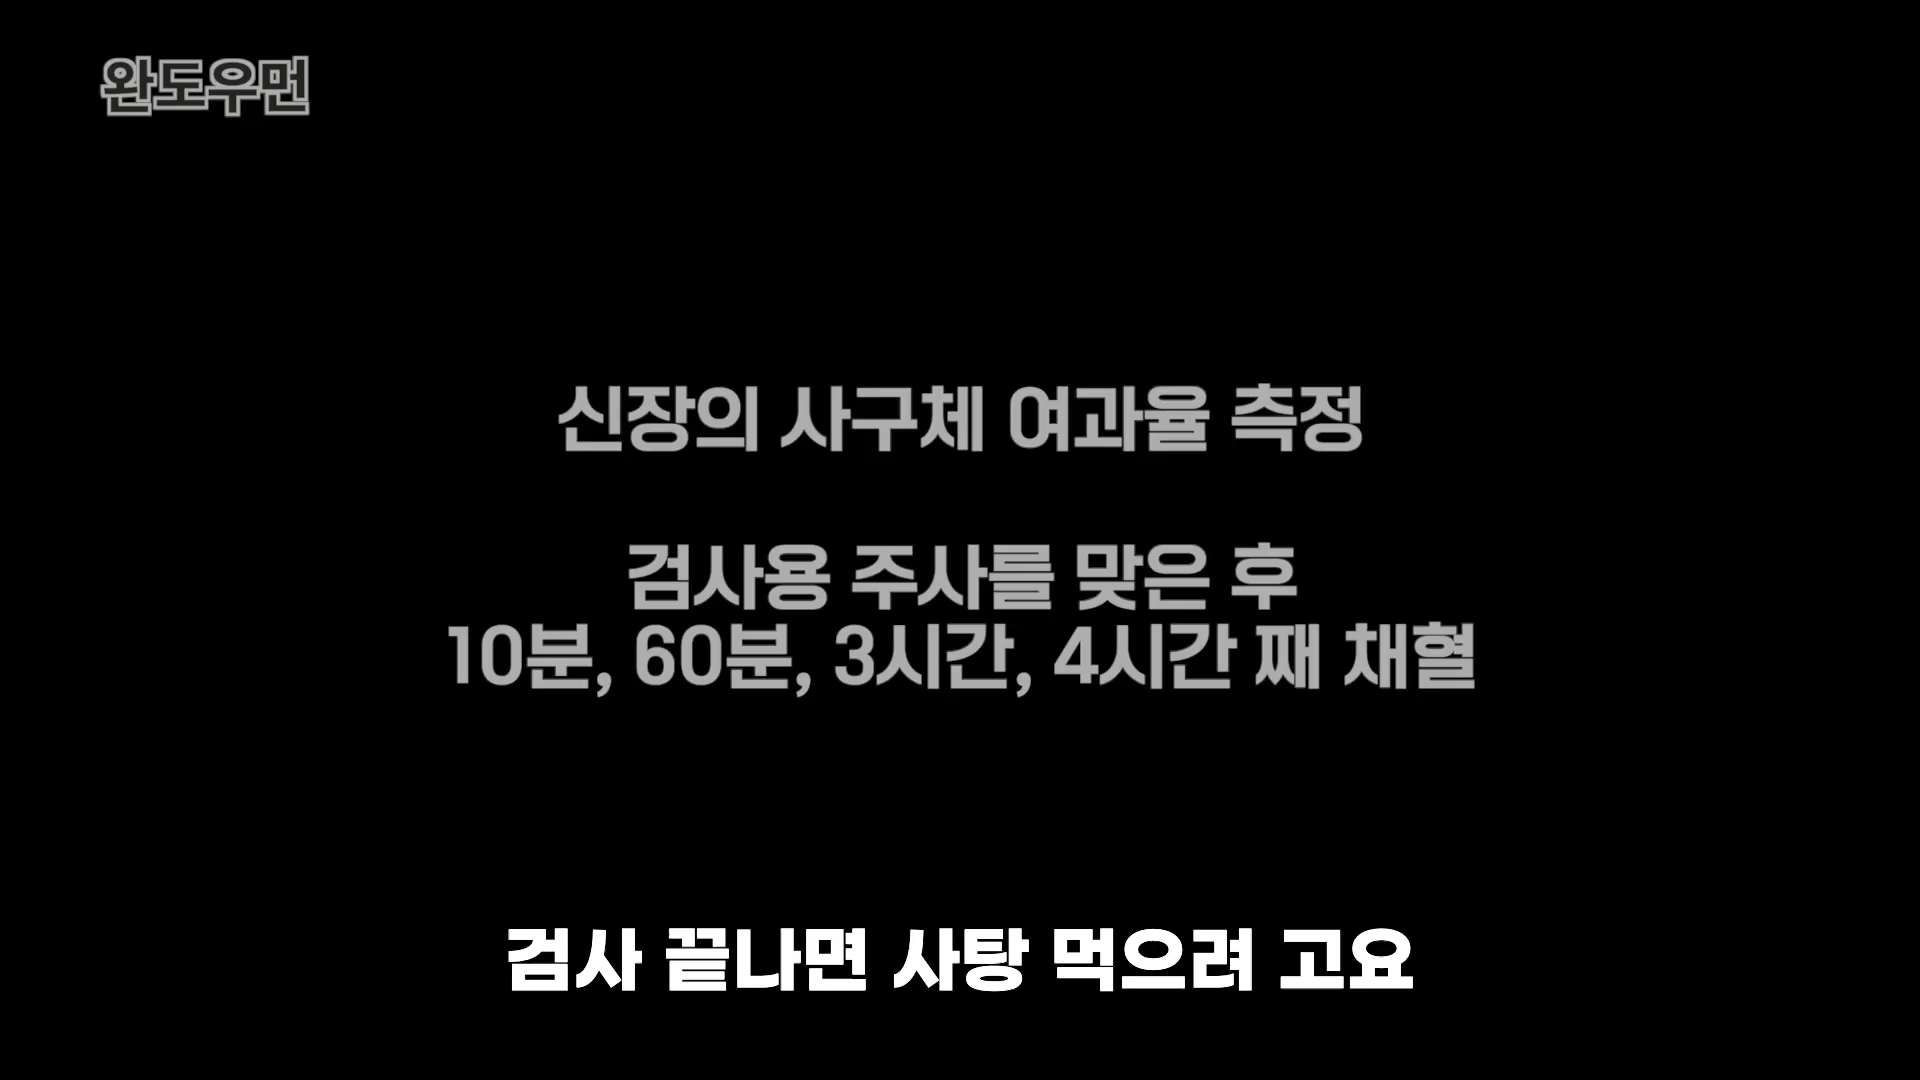 완도우먼
신장의 사구체 여과율 측정
검사용 주사를 맞은 후
10분, 60분, 3시간, 4시간 째 채혈
검사 끝나면 사탕 먹으려 고요